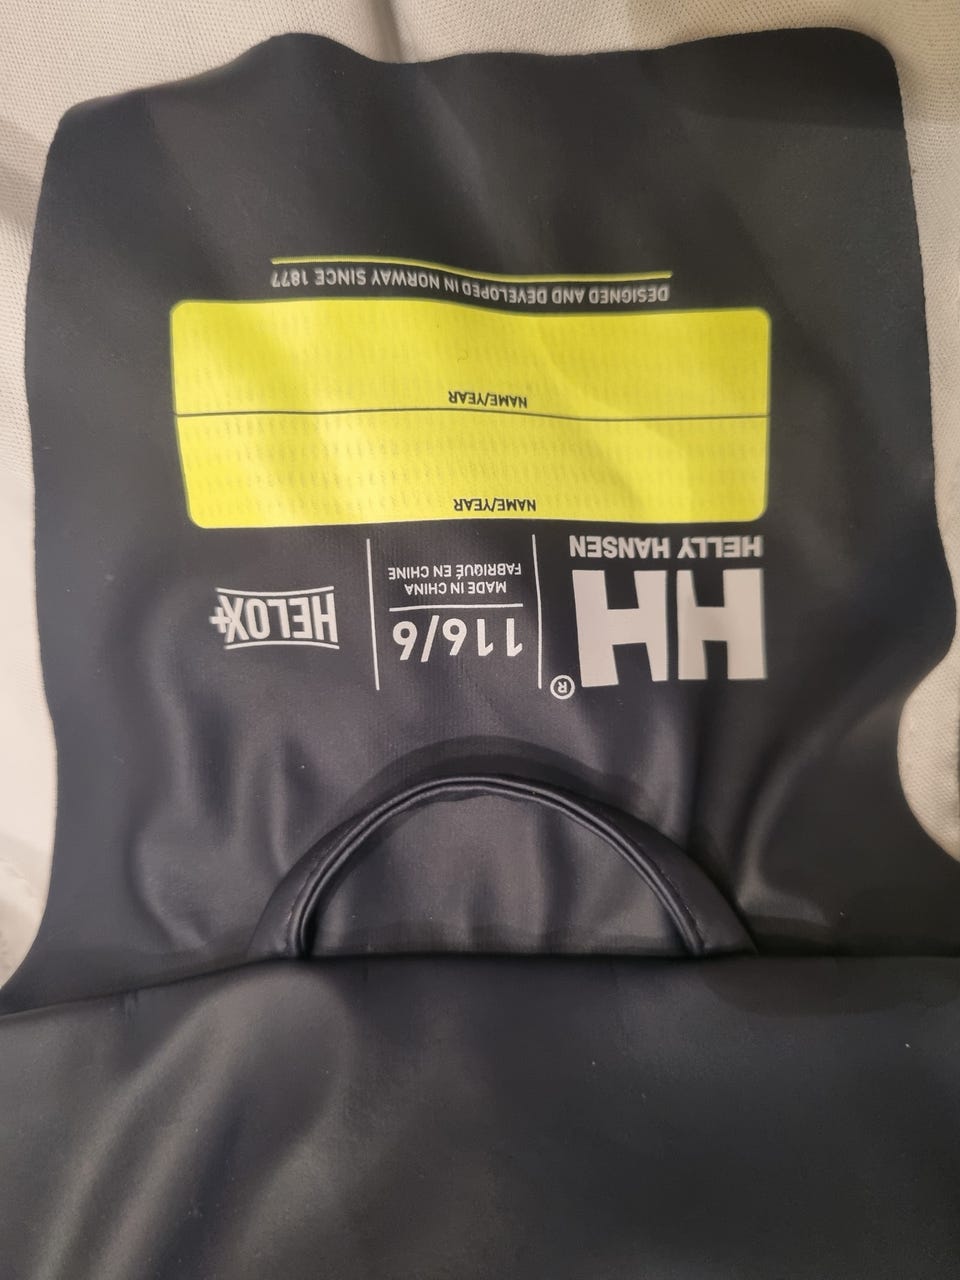 HH®
HELLY HANSEN
116/6
MADE IN CHINA
FABRIQUÉ EN CHINE
HELOX+
NAME/YEAR
NAME/YEAR
DESIGNED AND DEVELOPED IN NORWAY SINCE 1877